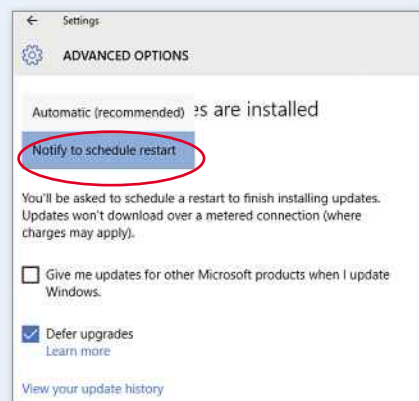 Settings
ADVANCED OPTIONS
es are installed
Automatic (recommended)
Notify to schedule restart
You'll be asked to schedule a restart to finish installing updates.
Updates won't download over a metered connection (where
charges may apply).
Give me updates for other Microsoft products when I update
Windows.
Defer upgrades
Learn more
View your update history